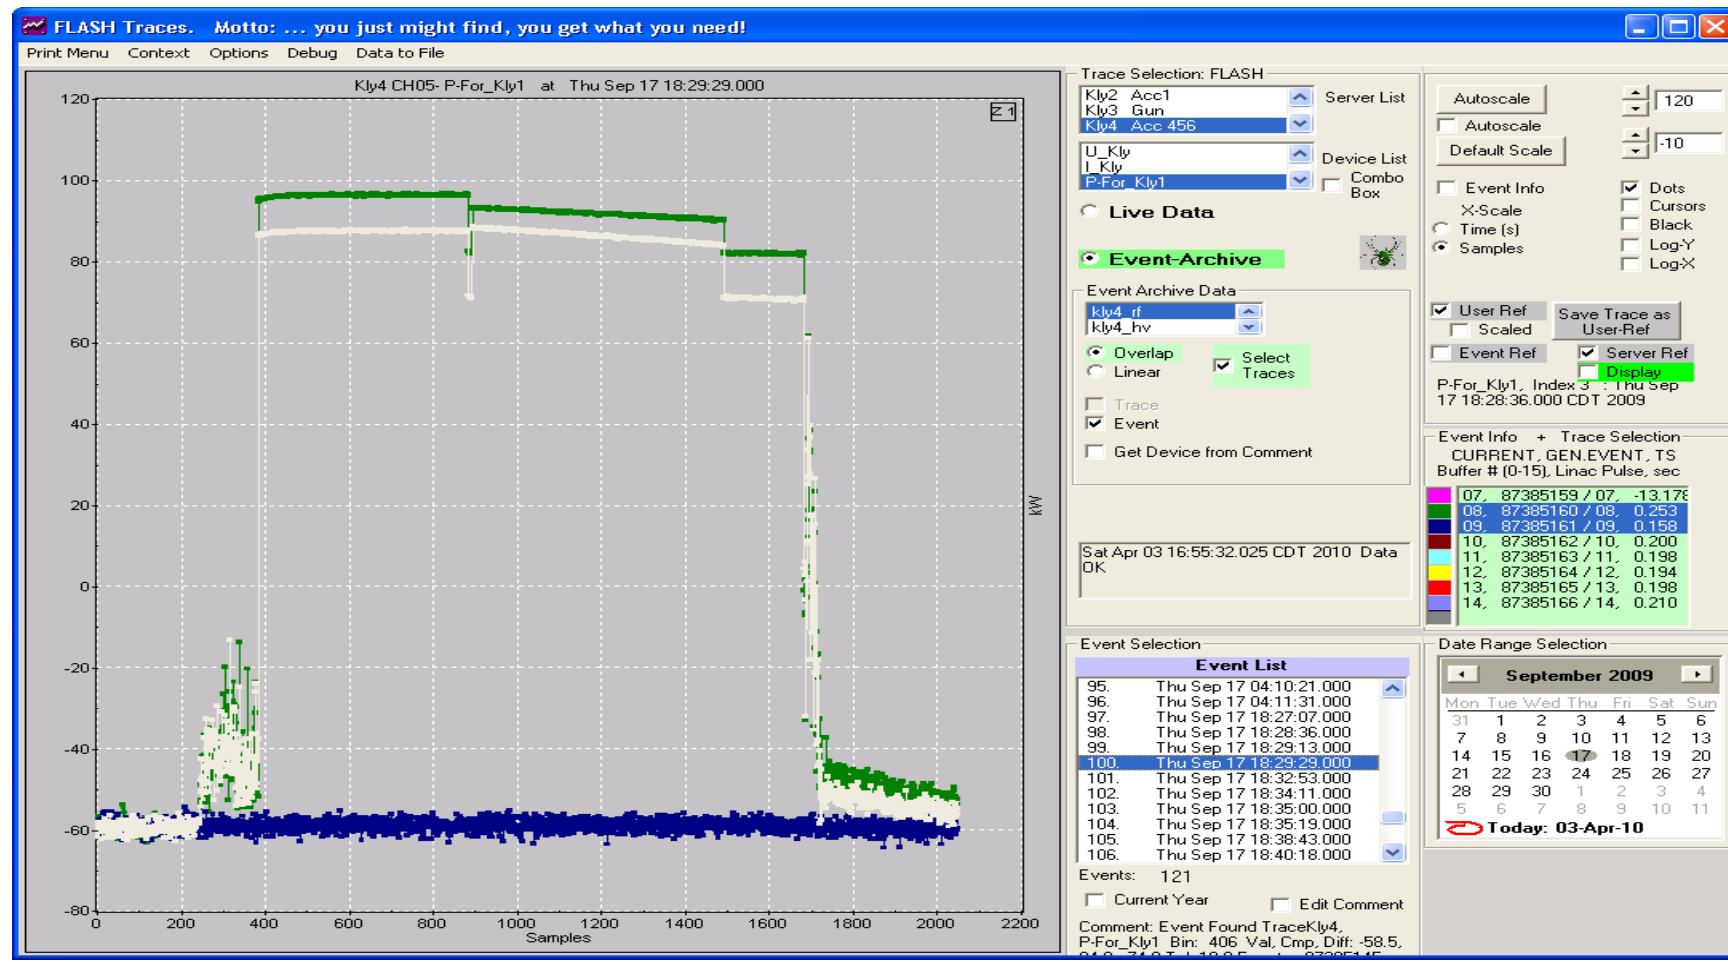 FLASH Traces.   Motto: ... you just might find, you get what you need!
Print Menu   Context   Options   Debug   Data to File
Kly4 CH05- P-For_Kly1   at   Thu Sep 17 18:29:29.000
Z 1
120
100
80
60
40
20
0
-20
-40
-60
-80
kW
0 200 400 600 800 1000 1200 1400 1600 1800 2000 2200
Samples
Trace Selection: FLASH
Kly2 Acc1
Kly3 Gun
Kly4 Acc 456
Server List
U_Kly
I_Kly
P-For_Kly1
Device List
Combo
Box
Live Data
Event-Archive
Event Archive Data
kly4_rf
kly4_hv
Overlap
Linear
Select
Traces
Trace
Event
Get Device from Comment
Sat Apr 03 16:55:32.025 CDT 2010 Data
OK
Autoscale
120
Autoscale
-10
Default Scale
Event Info
Dots
X-Scale
Cursors
Time (s)
Black
Samples
Log-Y
Log-X
User Ref
Scaled
Save Trace as
User-Ref
Event Ref
Server Ref
Display
P-For_Kly1, Index 3 : Thu Sep
17 18:28:36.000 CDT 2009
Event Info + Trace Selection
CURRENT, GEN.EVENT, TS
Buffer # (0-15), Linac Pulse, sec
07, 87385159 / 07, -13.178
08, 87385160 / 08, 0.253
09, 87385161 / 09, 0.158
10, 87385162 / 10, 0.200
11, 87385163 / 11, 0.198
12, 87385164 / 12, 0.194
13, 87385165 / 13, 0.198
14, 87385166 / 14, 0.210
Event Selection
Event List
95. Thu Sep 17 04:10:21.000
96. Thu Sep 17 04:11:31.000
97. Thu Sep 17 18:27:07.000
98. Thu Sep 17 18:28:36.000
99. Thu Sep 17 18:29:13.000
100. Thu Sep 17 18:29:29.000
101. Thu Sep 17 18:32:53.000
102. Thu Sep 17 18:34:11.000
103. Thu Sep 17 18:35:00.000
104. Thu Sep 17 18:35:19.000
105. Thu Sep 17 18:38:43.000
106. Thu Sep 17 18:40:18.000
Events: 121
Current Year
Edit Comment
Comment: Event Found TraceKly4,
P-For_Kly1 Bin: 406 Val, Cmp, Diff: -58.5,
Date Range Selection
September 2009
Mon Tue Wed Thu Fri Sat Sun
31 1 2 3 4 5 6
7 8 9 10 11 12 13
14 15 16 17 18 19 20
21 22 23 24 25 26 27
28 29 30 1 2 3 4
5 6 7 8 9 10 11
Today: 03-Apr-10